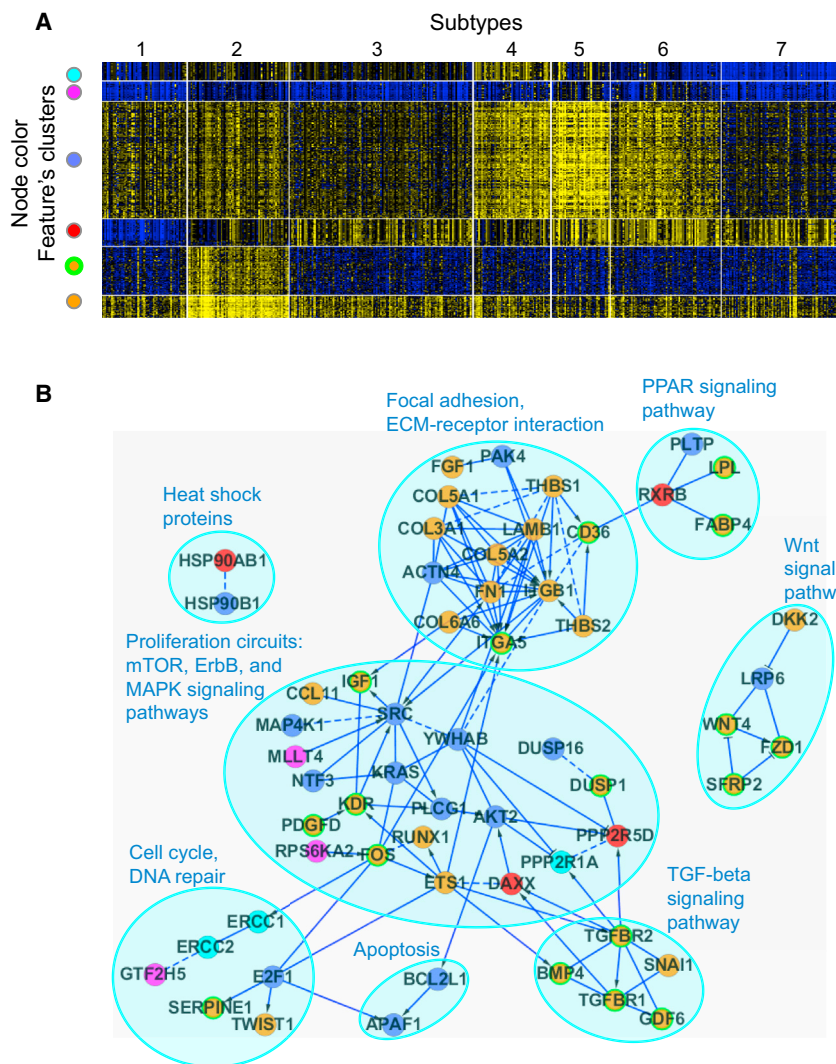 A
Subtypes
1 2 3 4 5 6 7
Node color
Feature's clusters
B
Focal adhesion,
ECM-receptor interaction
PPAR signaling
pathway
Heat shock
proteins
Wnt
signal
pathw
Proliferation circuits:
mTOR, ErbB, and
MAPK signaling
pathways
Cell cycle,
DNA repair
Apoptosis
TGF-beta
signaling
pathway
HSP90AB1
HSP90B1
FGF1
PAK4
COL5A1
THBS1
COL3A1
LAMB1
CD36
COL5A2
ACTN4
FN1
ITGB1
COL6A6
THBS2
ITGA5
PLTP
LPL
RXRB
FABP4
DKK2
LRP6
WNT4
FZD1
SFRP2
IGF1
CCL11
SRC
MAP4K1
YWHAB
DUSP16
MLLT4
KRAS
NTF3
DUSP1
KDR
PLCG1
AKT2
PDGFD
RUNX1
PPP2R5D
RPS6KA2
FOS
PPP2R1A
ETS1
DAXX
ERCC1
ERCC2
GTF2H5
E2F1
SERPINE1
TWIST1
BCL2L1
APAF1
TGFBR2
SNAI1
BMP4
TGFBR1
GDF6